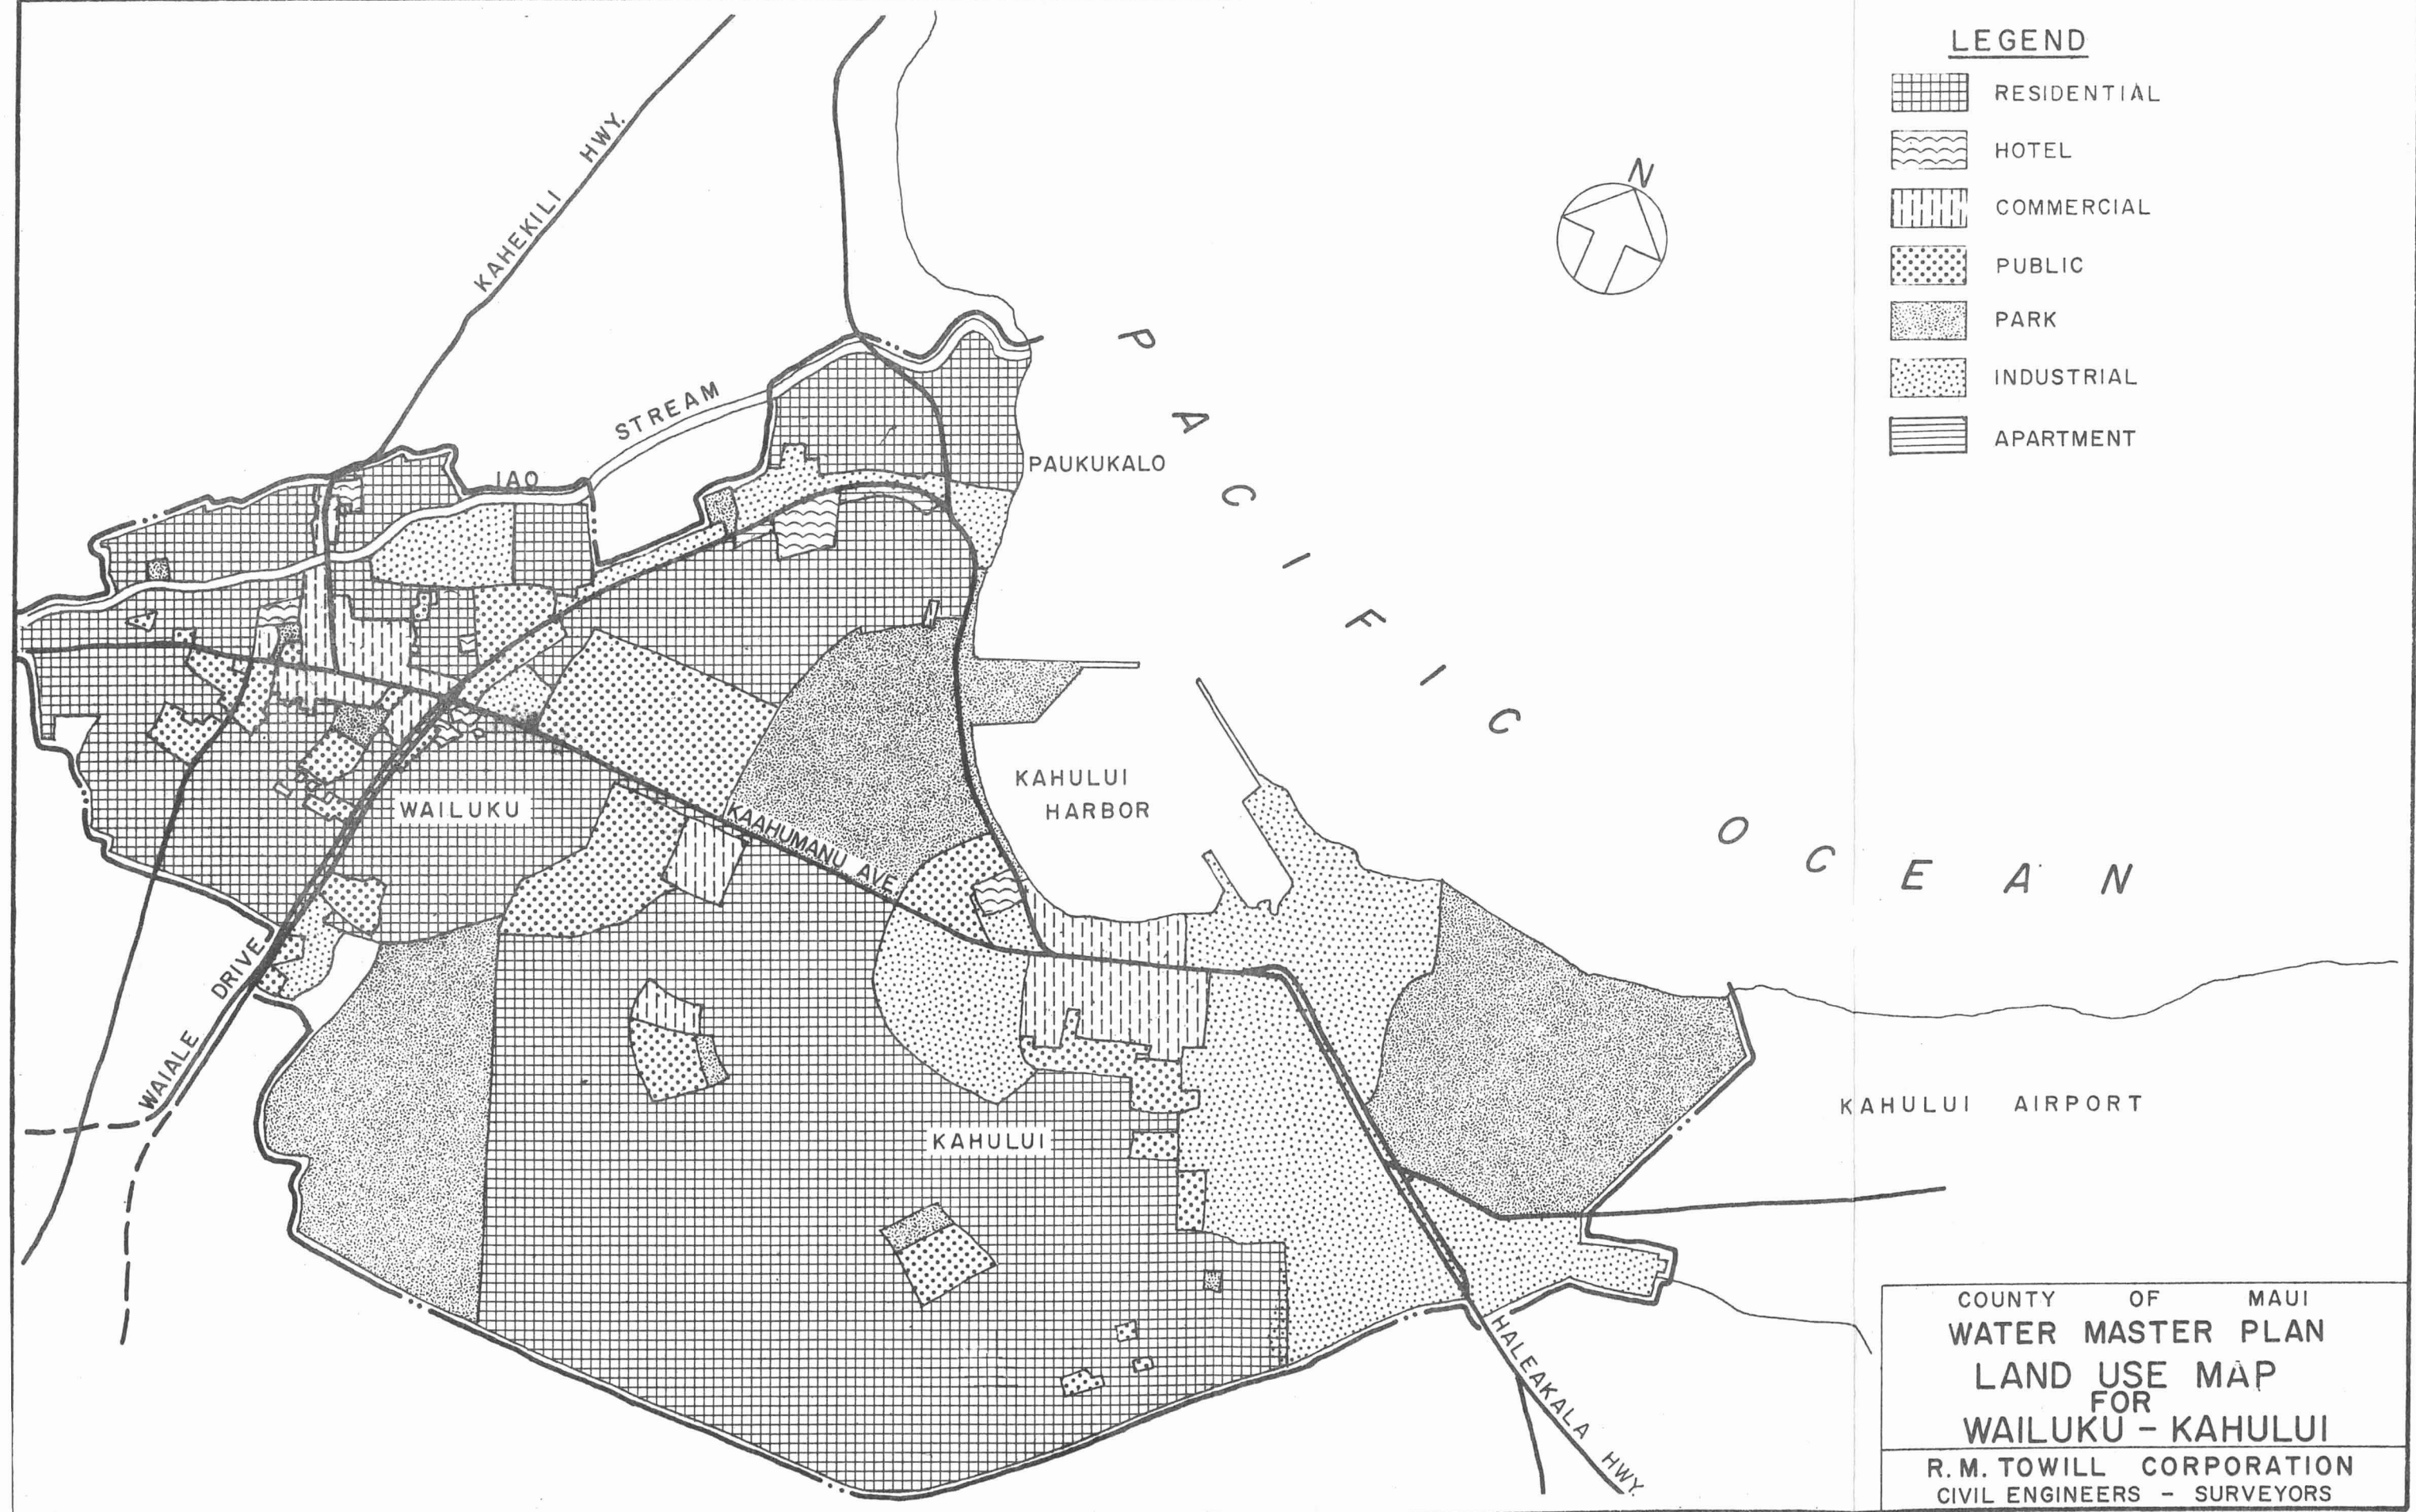 LEGEND
RESIDENTIAL
HOTEL
COMMERCIAL
PUBLIC
PARK
INDUSTRIAL
APARTMENT
N
KAHEKILI HWY.
IAO STREAM
PAUKUKALO
PACIFIC OCEAN
KAHULUI
HARBOR
WAILUKU
KAAHUMANU AVE.
WAIALE DRIVE
KAHULUI
KAHULUI AIRPORT
HALEAKALA HWY.
COUNTY OF MAUI
WATER MASTER PLAN
LAND USE MAP
FOR
WAILUKU - KAHULUI
R. M. TOWILL CORPORATION
CIVIL ENGINEERS - SURVEYORS